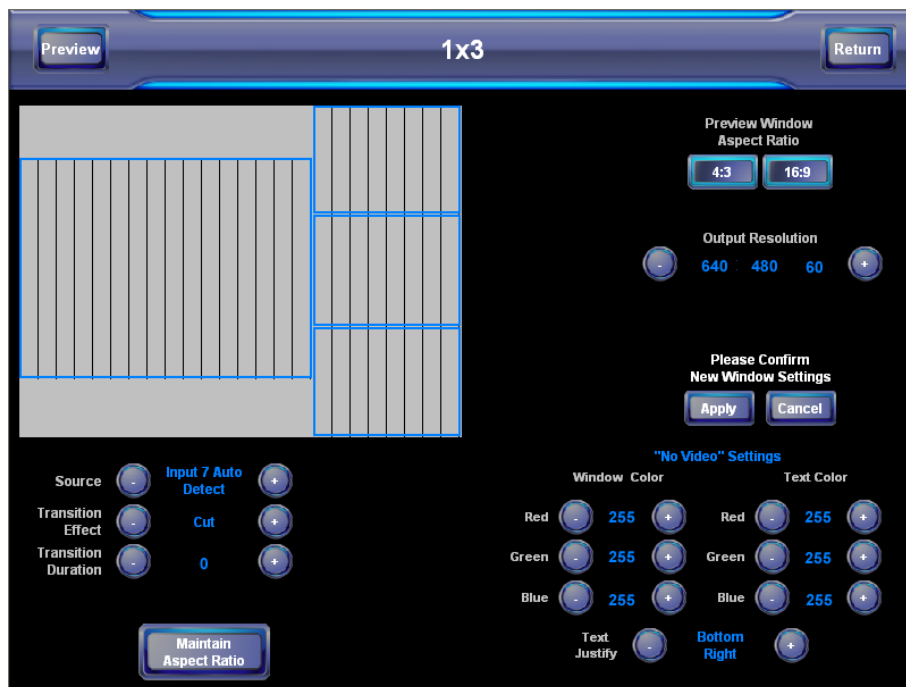 Preview
1x3
Return
Preview Window
Aspect Ratio
4:3
16:9
Output Resolution
- 640 : 480 60 +
Please Confirm
New Window Settings
Apply
Cancel
Source - Input 7 Auto
Detect +
Transition
Effect - Cut +
Transition
Duration - 0 +
Maintain
Aspect Ratio
"No Video" Settings
Window Color
Text Color
Red - 255 +
Red - 255 +
Green - 255 +
Green - 255 +
Blue - 255 +
Blue - 255 +
Text
Justify - Bottom
Right +